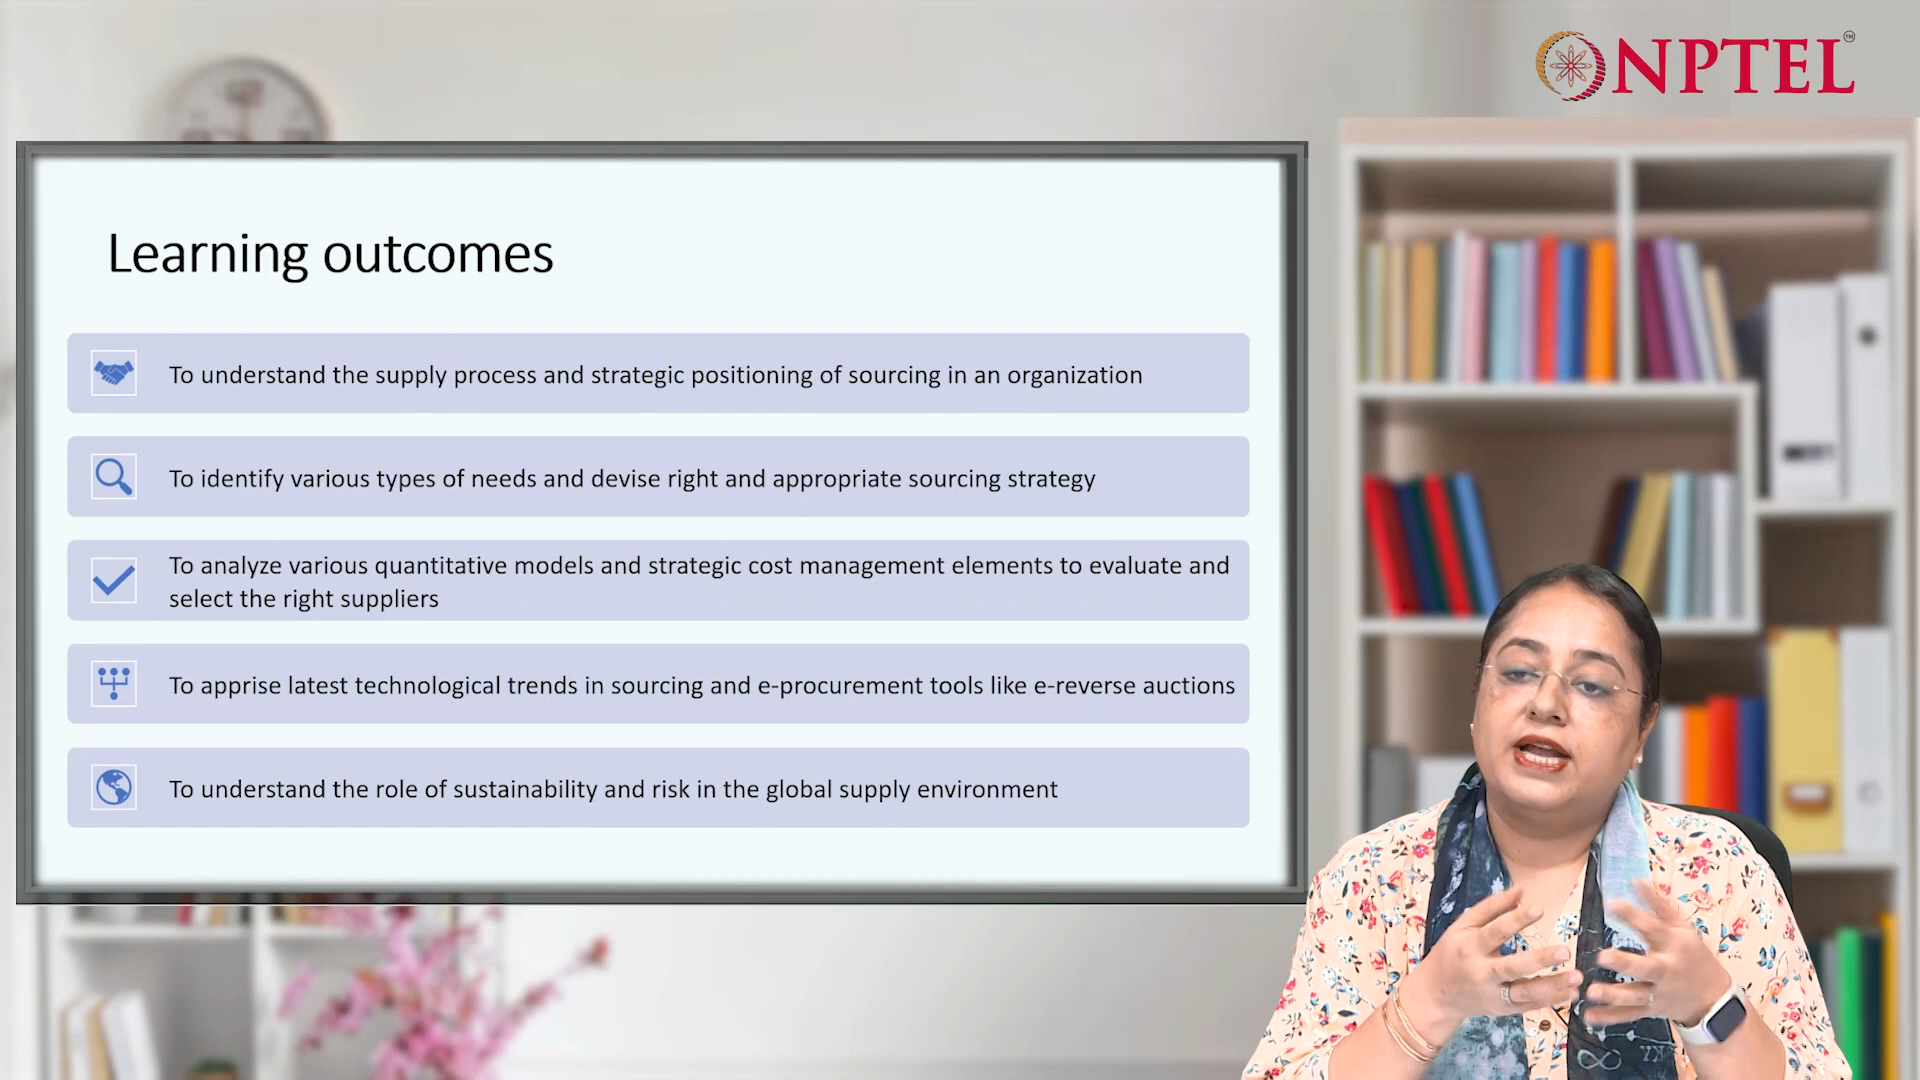 NPTEL™
Learning outcomes
To understand the supply process and strategic positioning of sourcing in an organization
To identify various types of needs and devise right and appropriate sourcing strategy
To analyze various quantitative models and strategic cost management elements to evaluate and
select the right suppliers
To apprise latest technological trends in sourcing and e-procurement tools like e-reverse auctions
To understand the role of sustainability and risk in the global supply environment